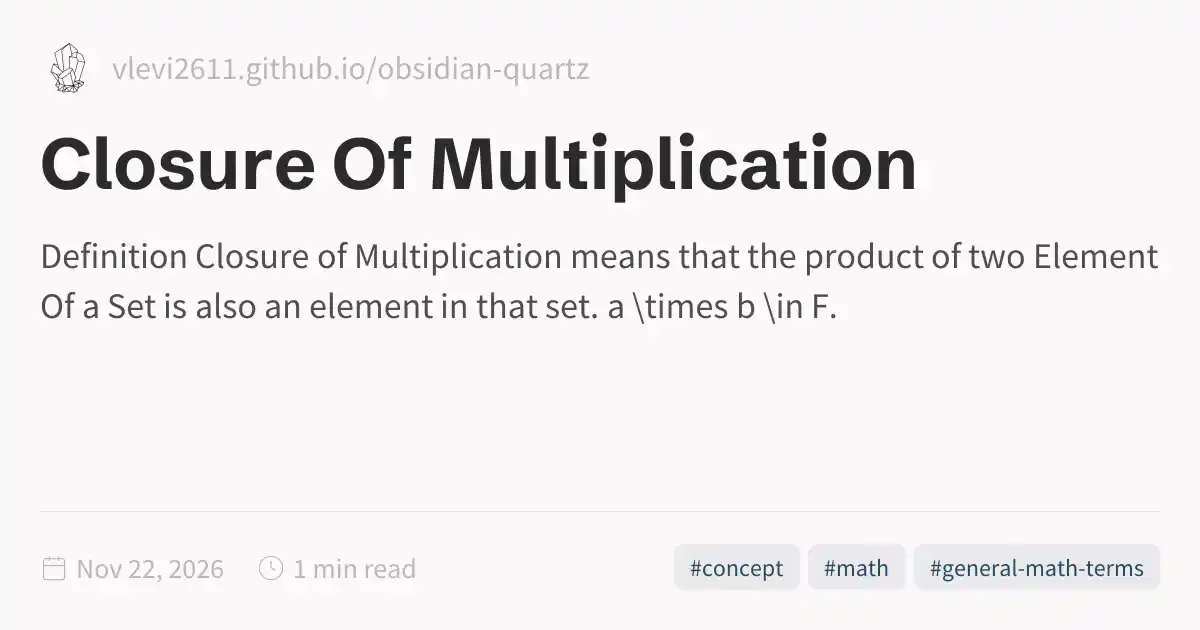 vlevi2611.github.io/obsidian-quartz
Closure Of Multiplication
Definition Closure of Multiplication means that the product of two Element
Of a Set is also an element in that set. a \times b \in F.
Nov 22, 2026 1 min read #concept #math #general-math-terms